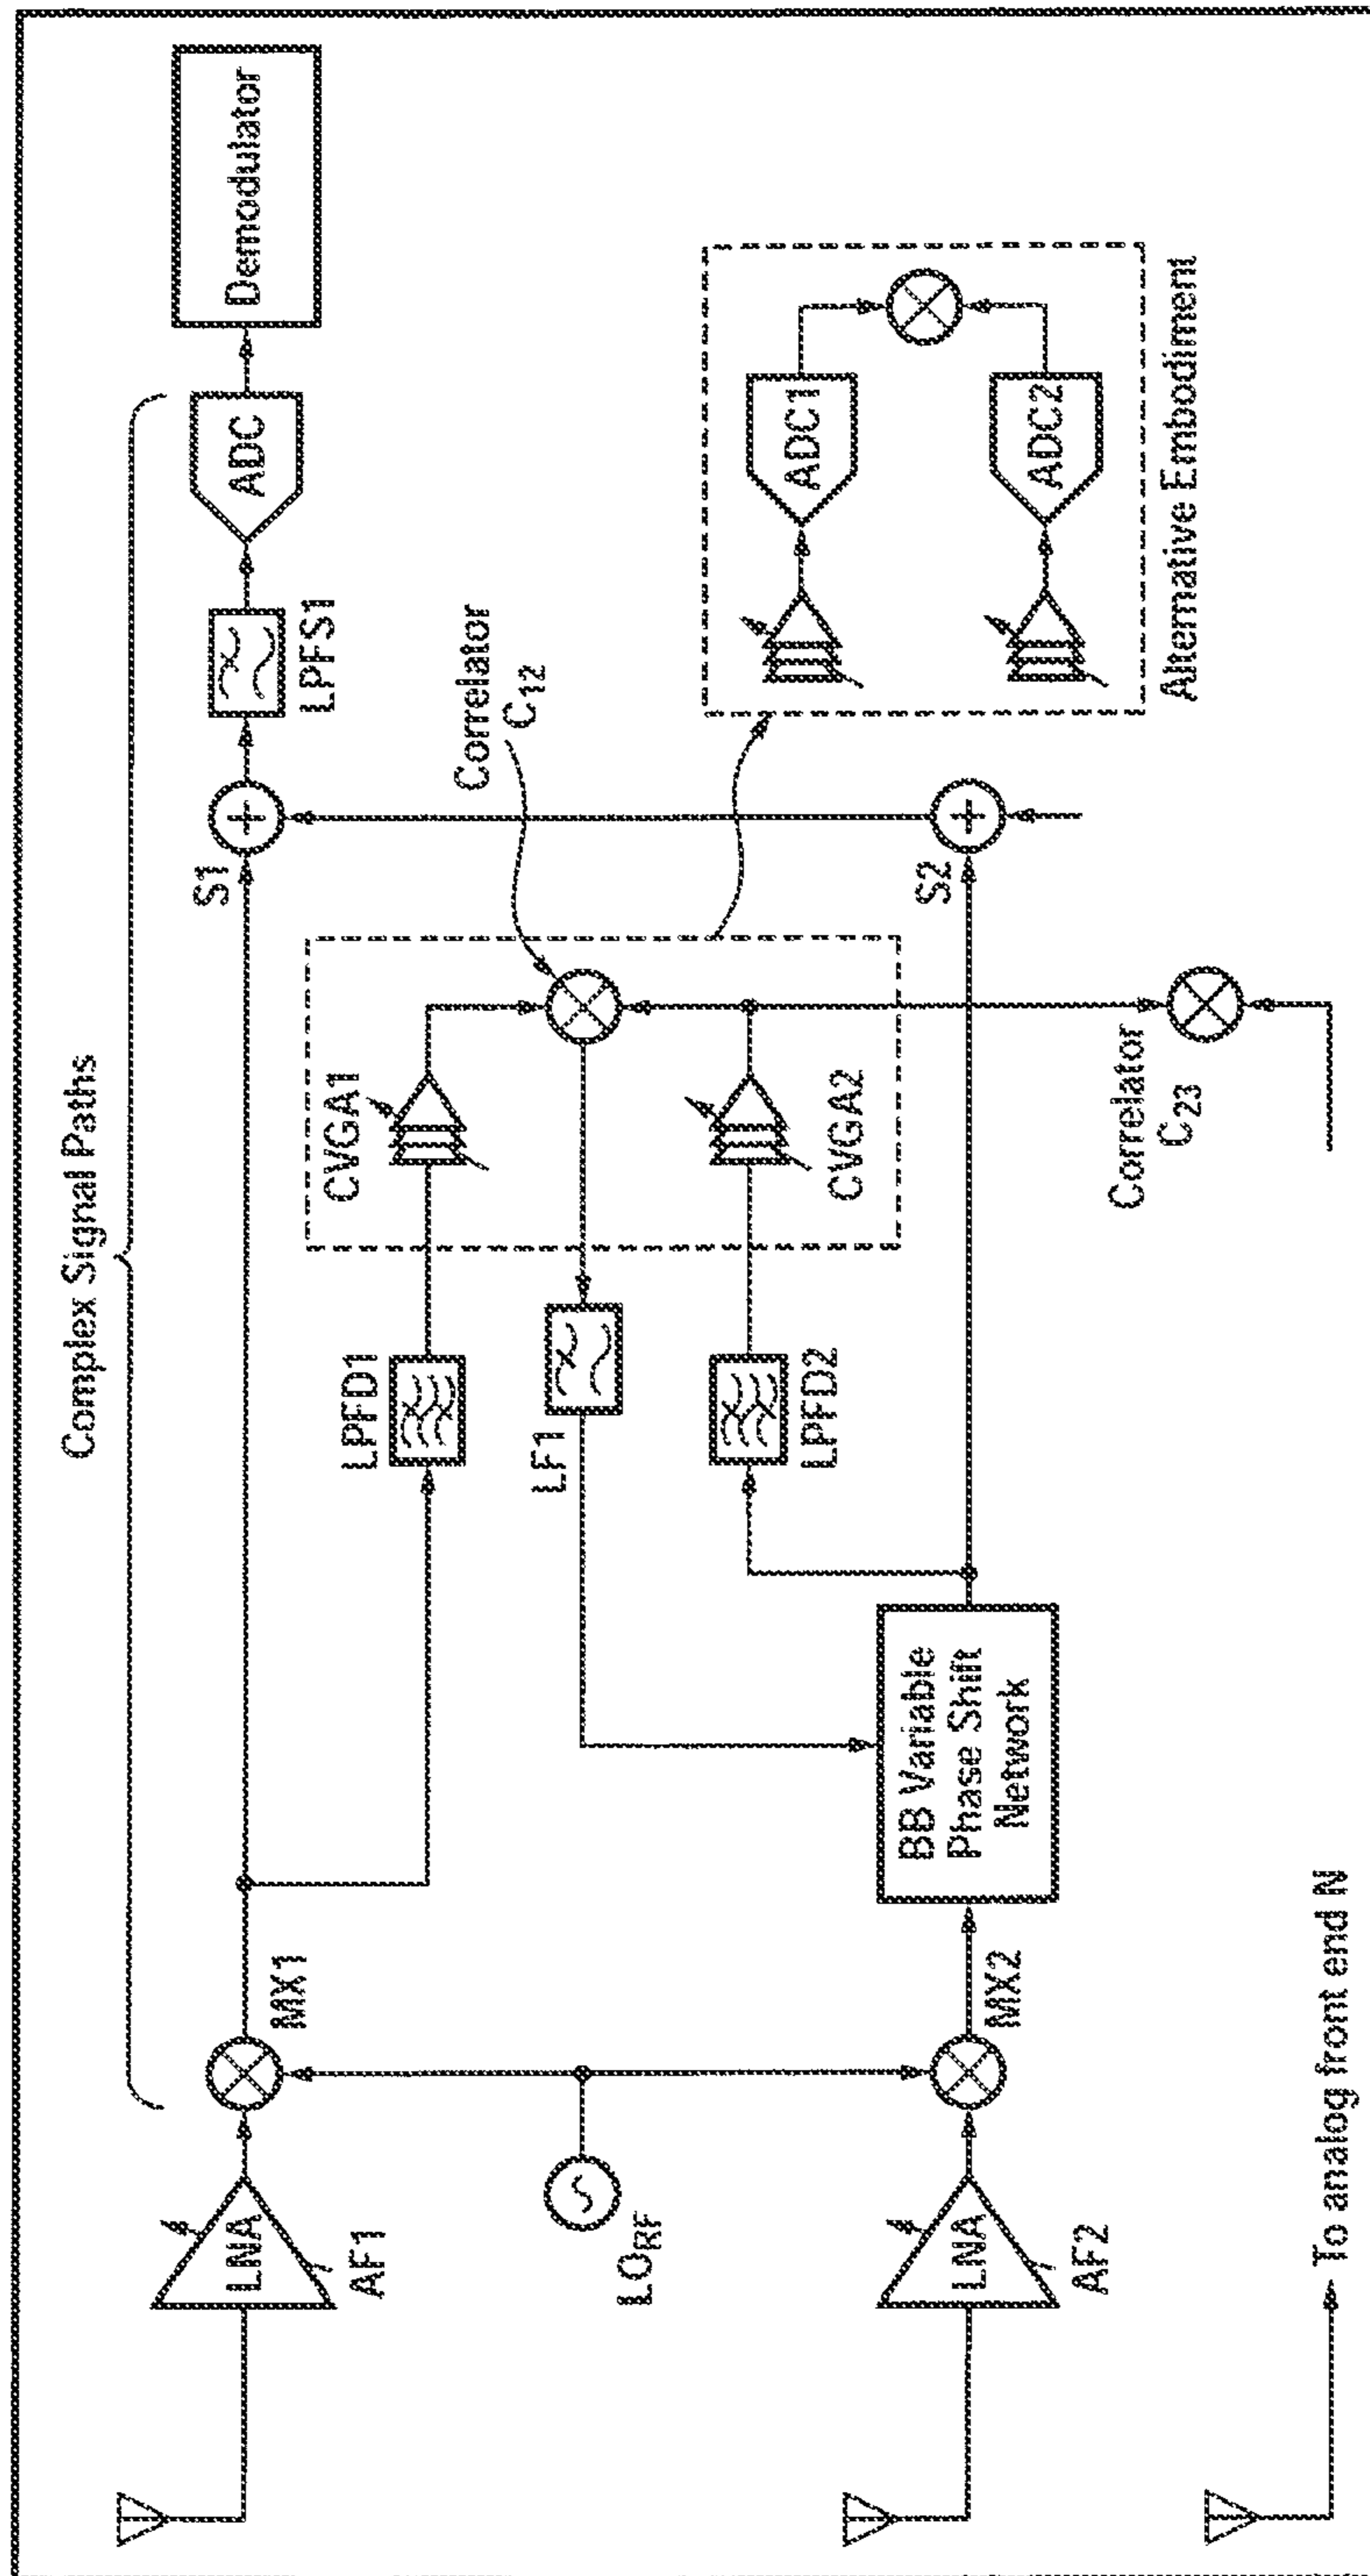 Complex Signal Paths
LNA
AF1
MX1
S1
LPFS1
ADC
Demodulator
LPFD1
CVGA1
Correlator
C12
LORF
LF1
LPFD2
CVGA2
ADC1
ADC2
Alternative Embodiment
LNA
AF2
MX2
BB Variable
Phase Shift
Network
S2
Correlator
C23
To analog front end N